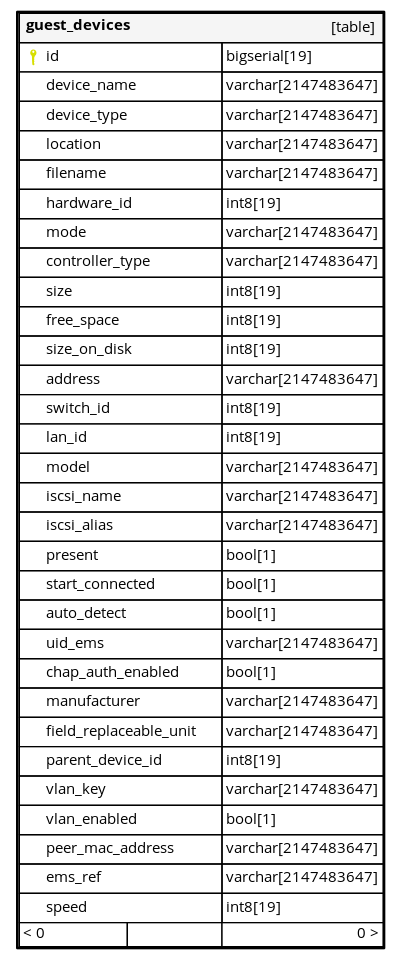 guest_devices [table]
id bigserial[19]
device_name varchar[2147483647]
device_type varchar[2147483647]
location varchar[2147483647]
filename varchar[2147483647]
hardware_id int8[19]
mode varchar[2147483647]
controller_type varchar[2147483647]
size int8[19]
free_space int8[19]
size_on_disk int8[19]
address varchar[2147483647]
switch_id int8[19]
lan_id int8[19]
model varchar[2147483647]
iscsi_name varchar[2147483647]
iscsi_alias varchar[2147483647]
present bool[1]
start_connected bool[1]
auto_detect bool[1]
uid_ems varchar[2147483647]
chap_auth_enabled bool[1]
manufacturer varchar[2147483647]
field_replaceable_unit varchar[2147483647]
parent_device_id int8[19]
vlan_key varchar[2147483647]
vlan_enabled bool[1]
peer_mac_address varchar[2147483647]
ems_ref varchar[2147483647]
speed int8[19]
< 0 0 >